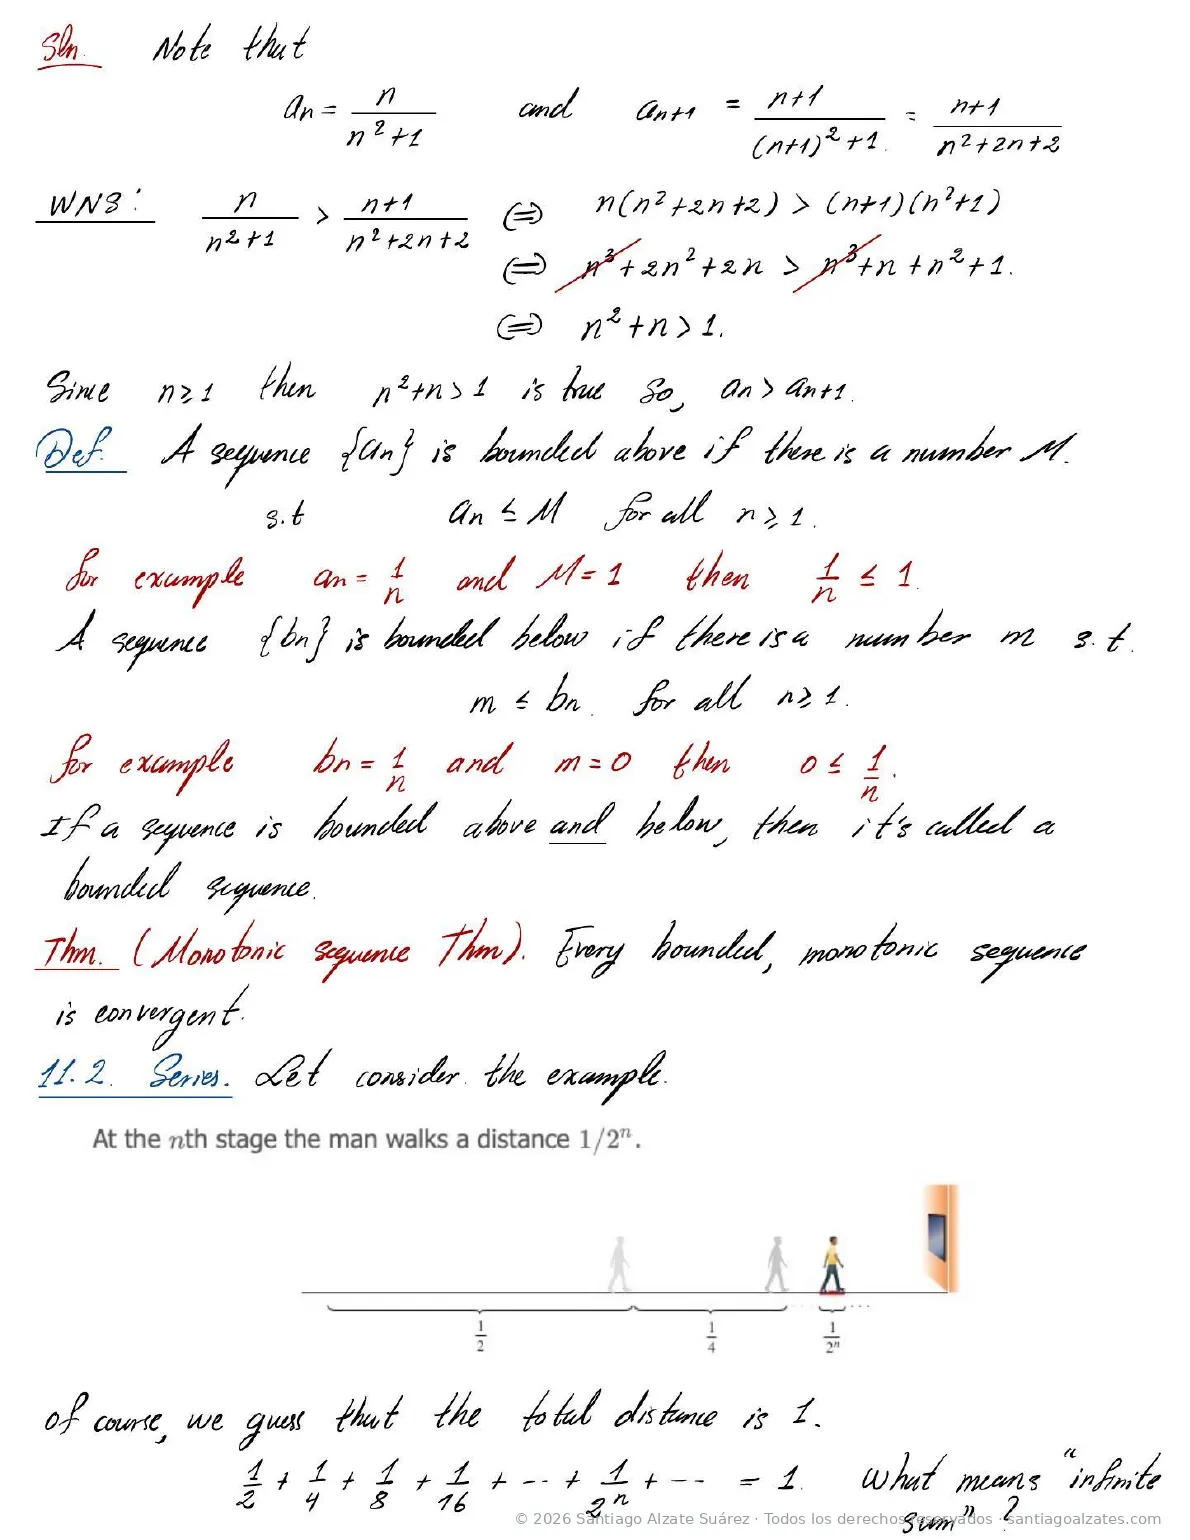 Sln. Note that
an = n/(n²+1) and an+1 = (n+1)/((n+1)²+1) = (n+1)/(n²+2n+2)
WNS: n/(n²+1) > (n+1)/(n²+2n+2) ⟺ n(n²+2n+2) > (n+1)(n²+1)
⟺ n³+2n²+2n > n³+n+n²+1.
⟺ n²+n>1.
Since n≥1 then n²+n>1 is true so, an > an+1.
Def. A sequence {an} is bounded above if there is a number M.
s.t an ≤ M for all n≥1.
for example an = 1/n and M=1 then 1/n ≤ 1.
A sequence {bn} is bounded below if there is a number m s.t.
m ≤ bn. for all n≥1.
for example bn = 1/n and m=0 then 0 ≤ 1/n.
If a sequence is bounded above and below, then it's called a
bounded sequence.
Thm. (Monotonic sequence Thm). Every bounded, monotonic sequence
is convergent.
11.2. Series. Let consider the example.
At the nth stage the man walks a distance 1/2ⁿ.
1/2 1/4 1/2ⁿ
Of course, we guess that the total distance is 1.
1/2 + 1/4 + 1/8 + 1/16 + ... + 1/2ⁿ + ... = 1. What means "infinite
sum"?
© 2026 Santiago Alzate Suárez · Todos los derechos reservados · santiagoalzates.com